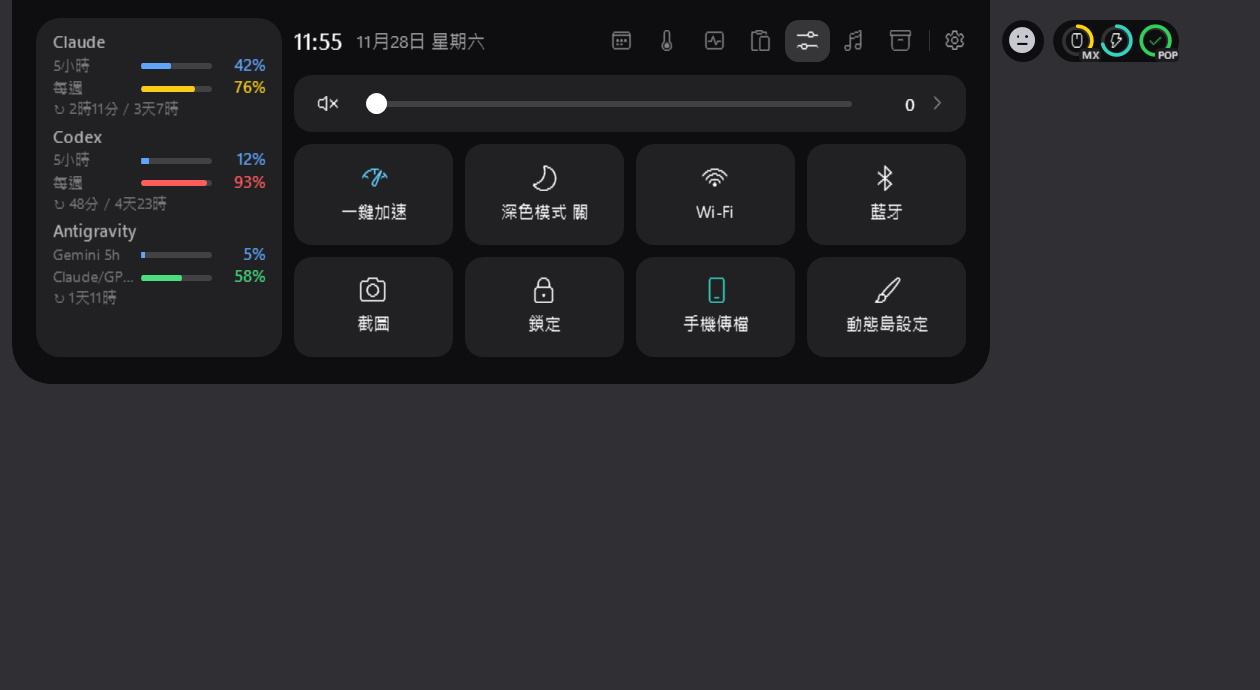 Claude
5小時 42%
每週 76%
↻ 2時11分 / 3天7時
Codex
5小時 12%
每週 93%
↻ 48分 / 4天23時
Antigravity
Gemini 5h 5%
Claude/GP... 58%
↻ 1天11時
11:55 11月28日 星期六
0
一鍵加速
深色模式 關
Wi-Fi
藍牙
截圖
鎖定
手機傳檔
動態島設定
MX
POP